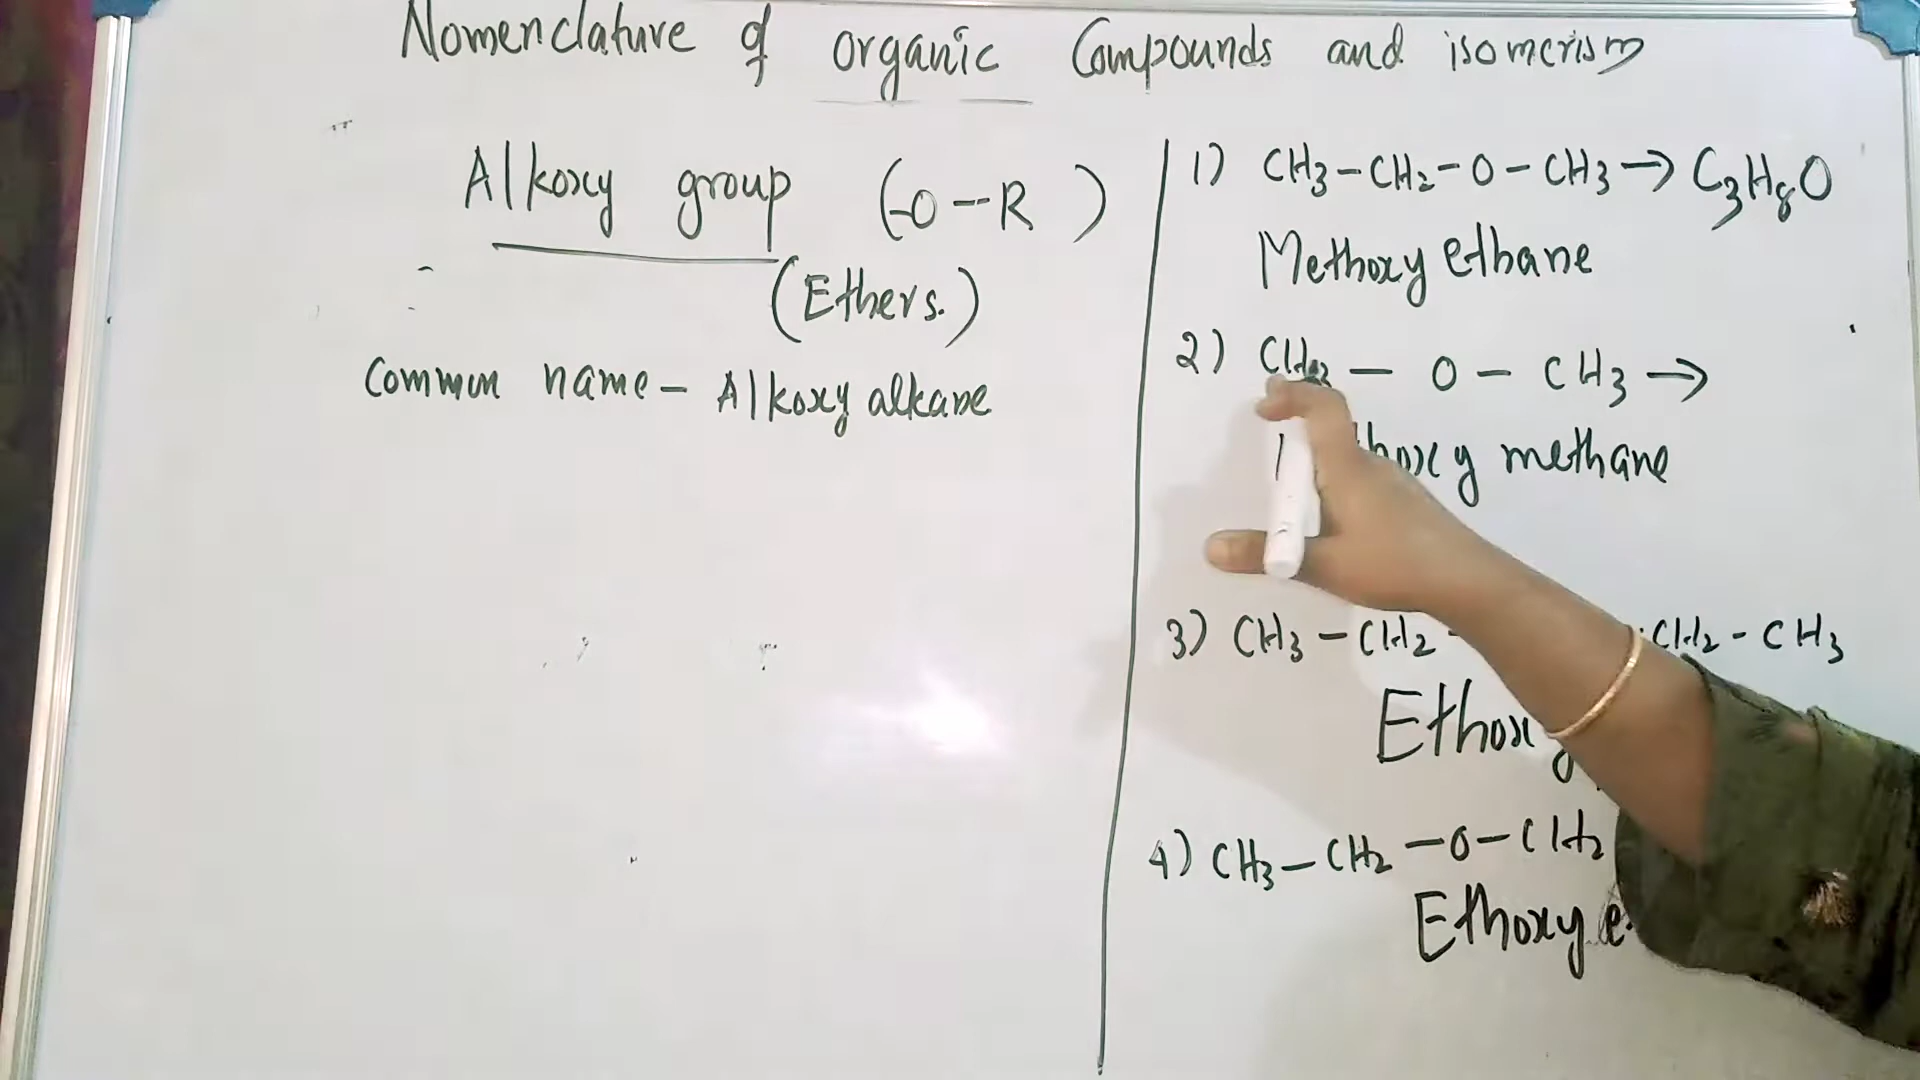 Nomenclature of organic Compounds and isomerism
Alkoxy group (-O-R)
(Ethers.)
Common name - Alkoxy alkane
1) CH3-CH2-O-CH3→C3H8O
Methoxy ethane
2) CH3-O-CH3→
methane
3) CH3-CH2- CH2-CH3
4) CH3-CH2-O-CH2
Ethoxy